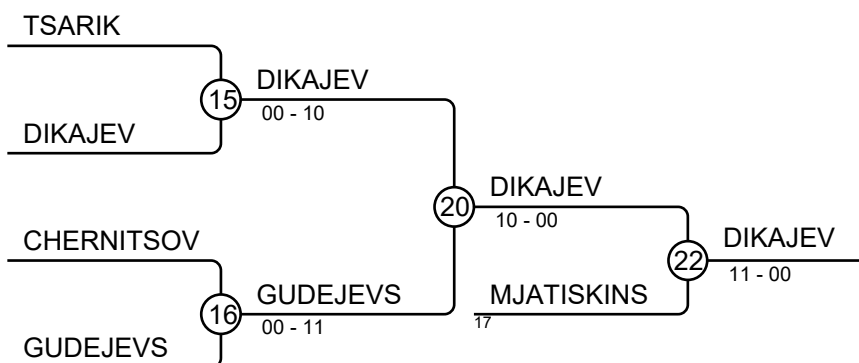 TSARIK
15
DIKAJEV
00 - 10
DIKAJEV
20
DIKAJEV
10 - 00
CHERNITSOV
22
DIKAJEV
11 - 00
16
GUDEJEVS
00 - 11
MJATISKINS
17
GUDEJEVS